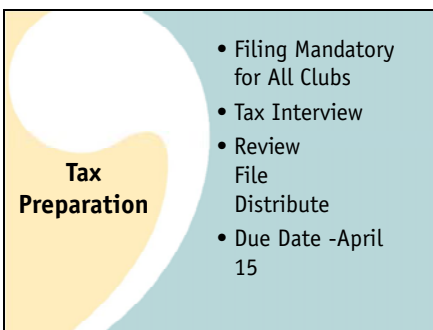 Tax
Preparation
• Filing Mandatory
for All Clubs
• Tax Interview
• Review
File
Distribute
• Due Date -April
15